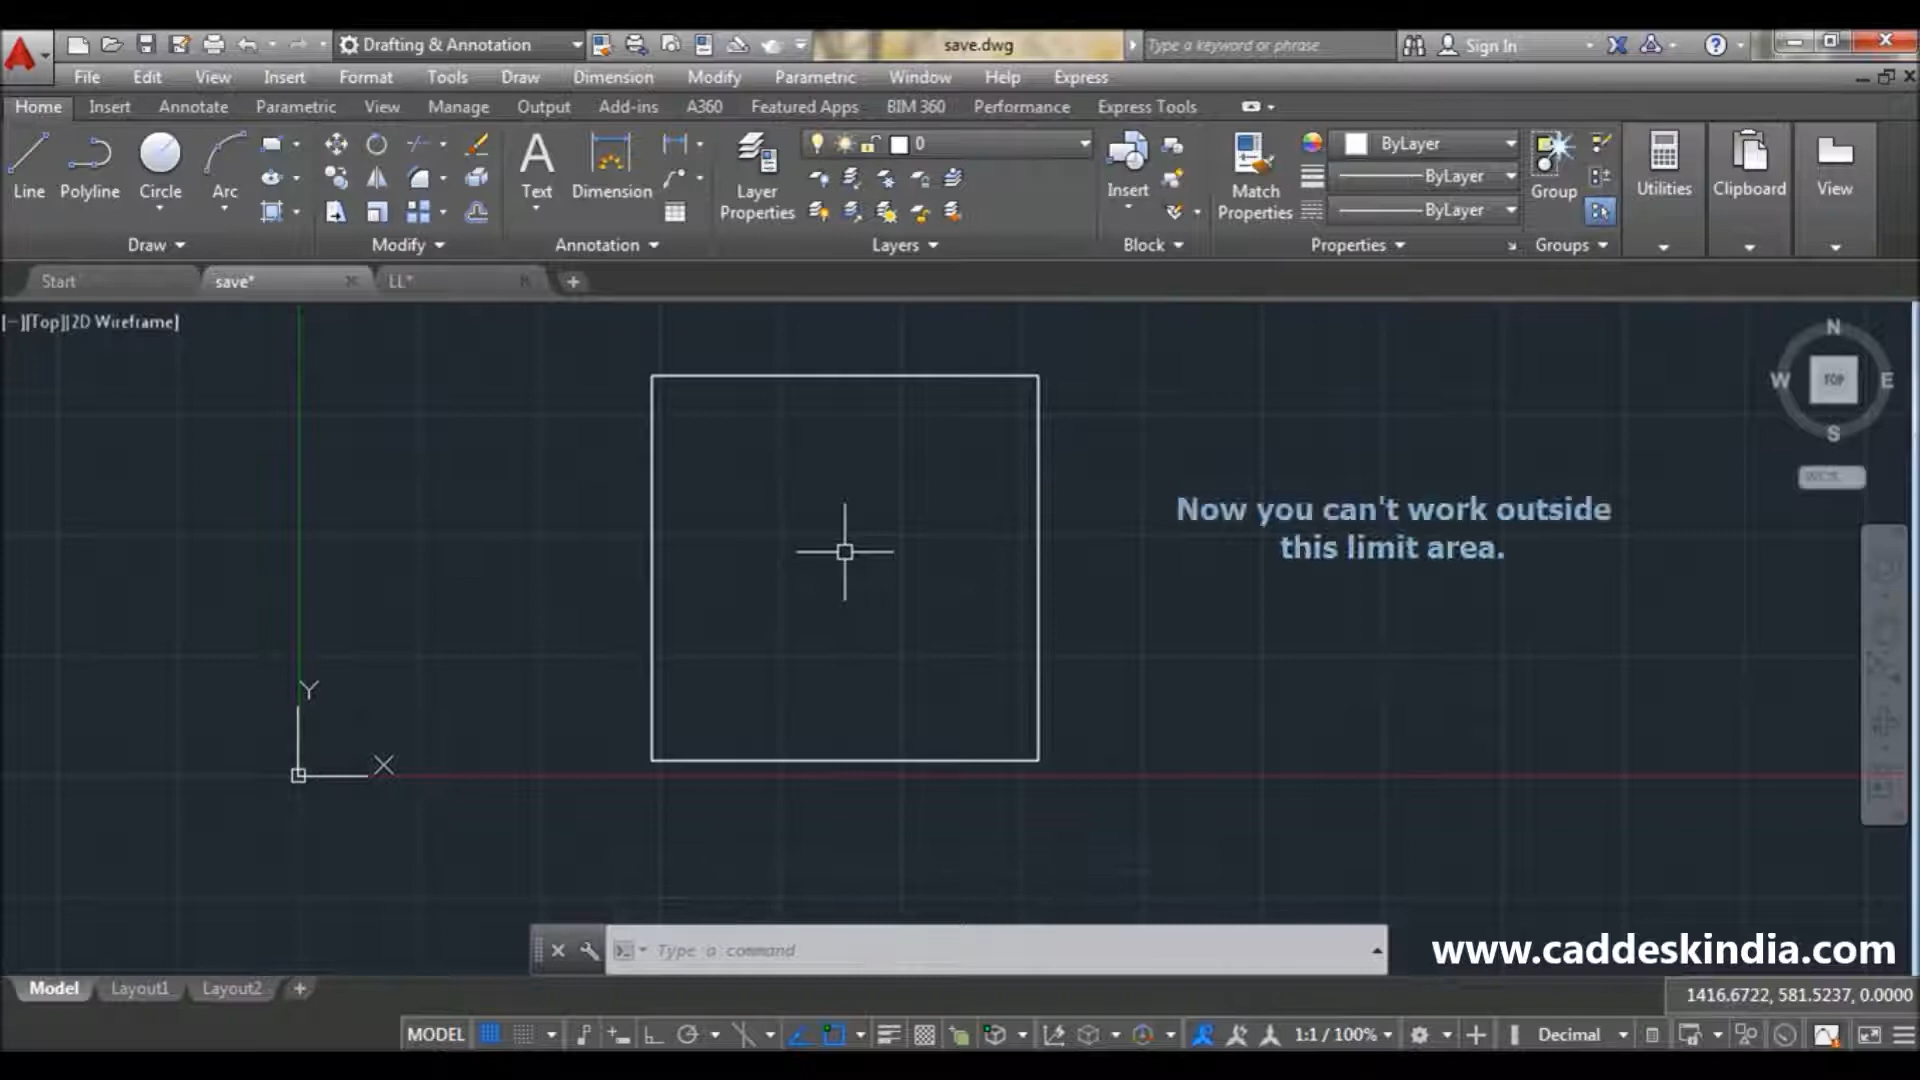 Drafting & Annotation
save.dwg
Type a keyword or phrase
Sign In
File Edit View Insert Format Tools Draw Dimension Modify Parametric Window Help Express
Home Insert Annotate Parametric View Manage Output Add-ins A360 Featured Apps BIM 360 Performance Express Tools
0
ByLayer
Line Polyline Circle Arc
Text Dimension
Layer Properties
Insert
Match Properties
ByLayer
ByLayer
Group
Utilities Clipboard View
Draw Modify Annotation Layers Block Properties Groups
Start save* LL*
[−][Top][2D Wireframe]
N
W TOP E
S
Now you can't work outside
this limit area.
Y
X
Type a command
www.caddeskindia.com
Model Layout1 Layout2
1416.6722, 581.5237, 0.0000
MODEL 1:1 / 100% Decimal